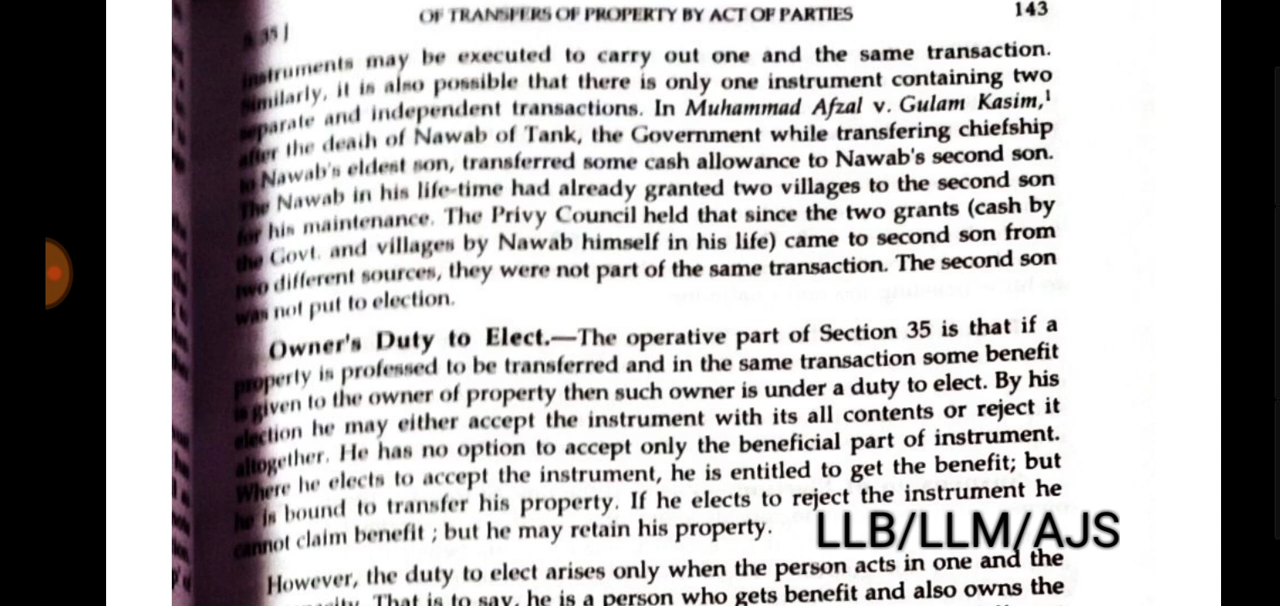 OF TRANSFERS OF PROPERTY BY ACT OF PARTIES 143
35 ]
instruments may be executed to carry out one and the same transaction.
Similarly, it is also possible that there is only one instrument containing two
separate and independent transactions. In Muhammad Afzal v. Gulam Kasim,¹
after the death of Nawab of Tank, the Government while transfering chiefship
to Nawab's eldest son, transferred some cash allowance to Nawab's second son.
The Nawab in his life-time had already granted two villages to the second son
for his maintenance. The Privy Council held that since the two grants (cash by
the Govt. and villages by Nawab himself in his life) came to second son from
two different sources, they were not part of the same transaction. The second son
was not put to election.
Owner's Duty to Elect.—The operative part of Section 35 is that if a
property is professed to be transferred and in the same transaction some benefit
is given to the owner of property then such owner is under a duty to elect. By his
election he may either accept the instrument with its all contents or reject it
altogether. He has no option to accept only the beneficial part of instrument.
Where he elects to accept the instrument, he is entitled to get the benefit; but
he is bound to transfer his property. If he elects to reject the instrument he
cannot claim benefit ; but he may retain his property.
LLB/LLM/AJS
However, the duty to elect arises only when the person acts in one and the
That is to say, he is a person who gets benefit and also owns the